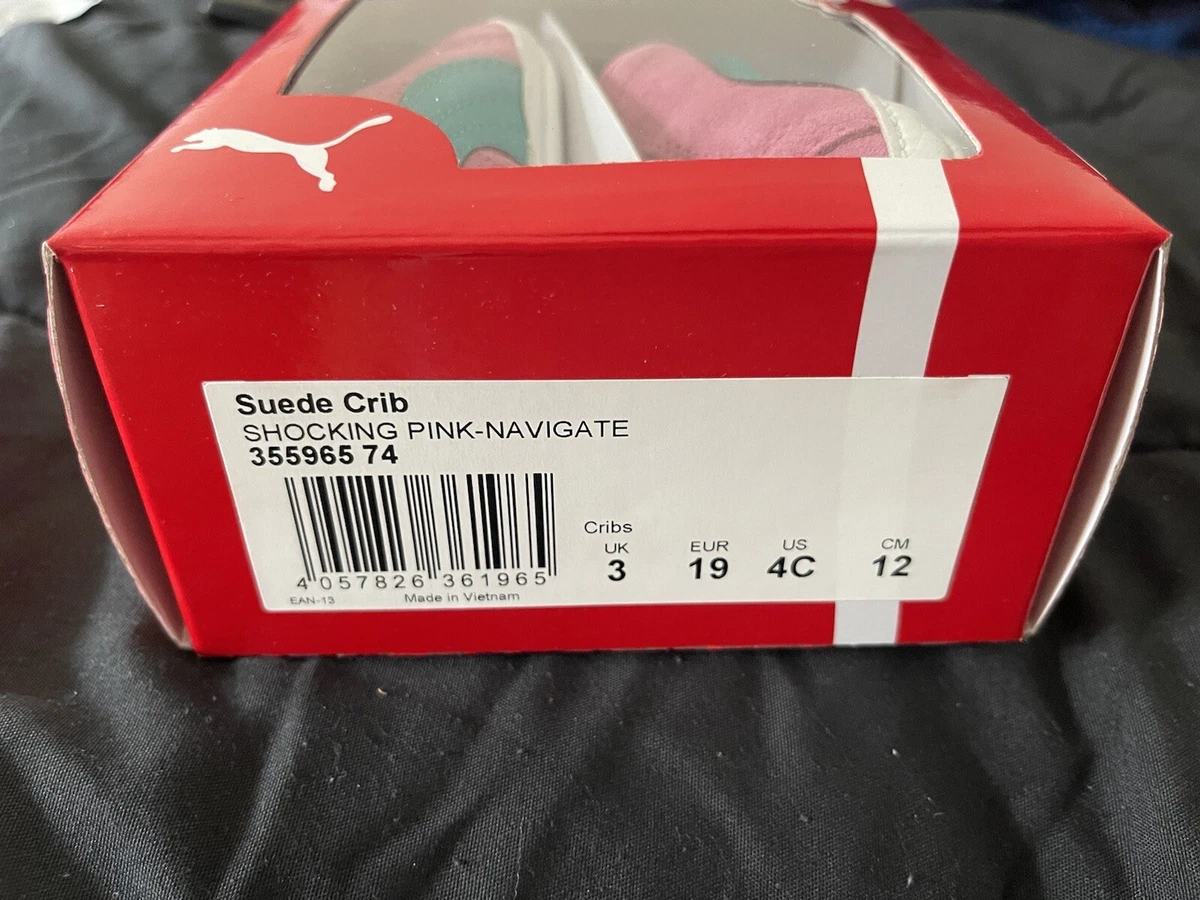 Suede Crib
SHOCKING PINK-NAVIGATE
355965 74
4 057826 361965
EAN-13
Made in Vietnam
Cribs
UK EUR US CM
3 19 4C 12